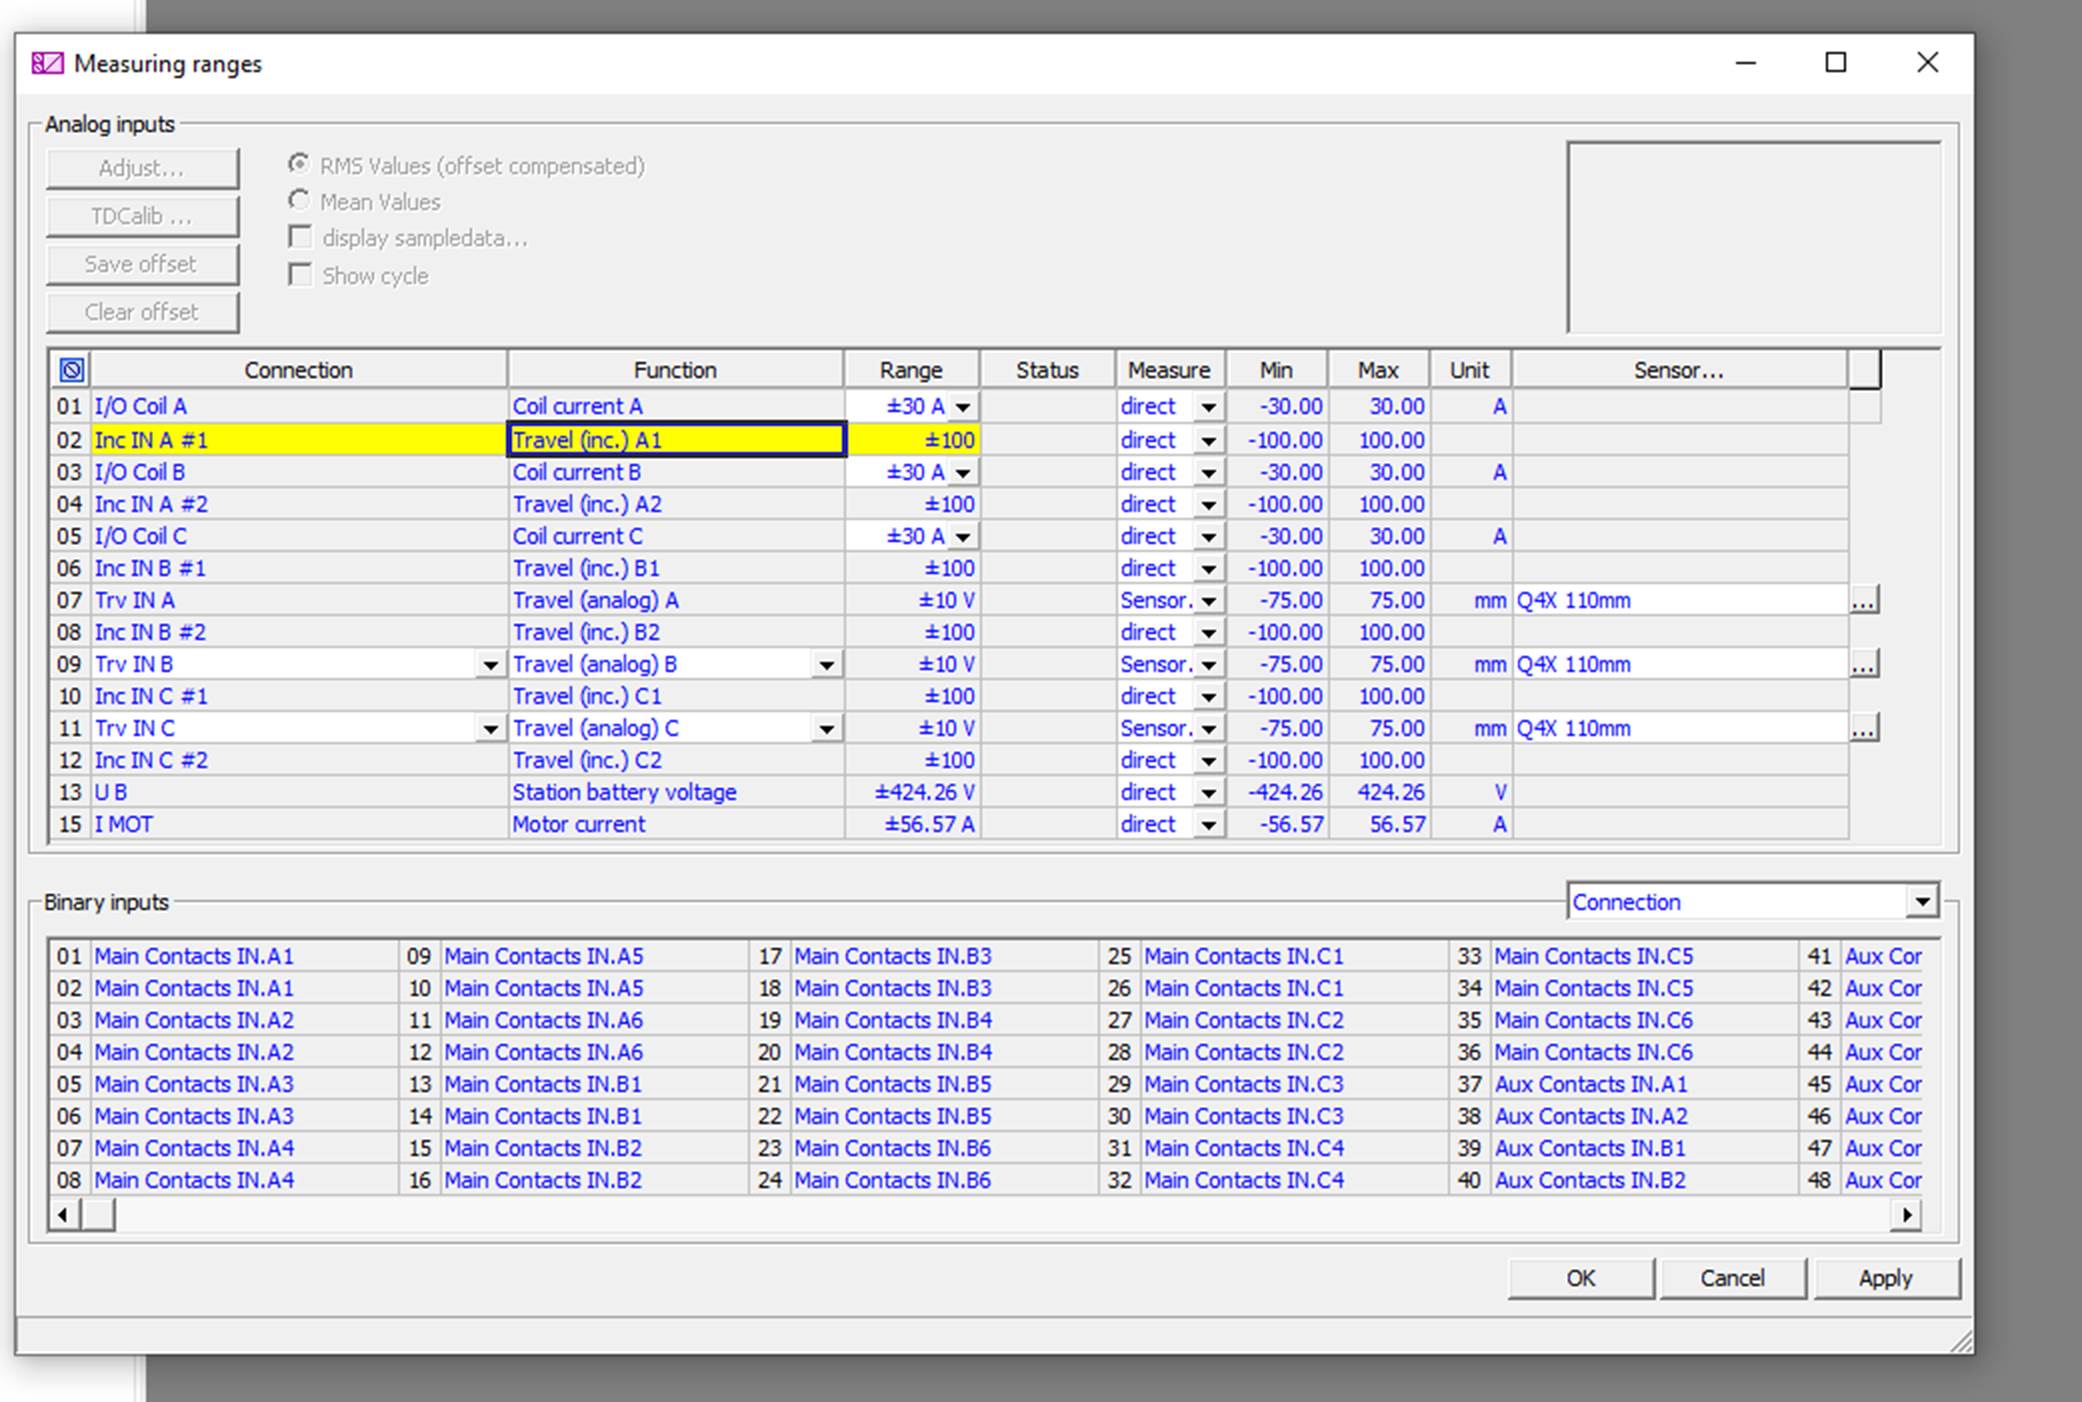 Measuring ranges
Analog inputs
Adjust...
RMS Values (offset compensated)
TDCalib ...
Mean Values
display sampledata...
Save offset
Show cycle
Clear offset
Connection Function Range Status Measure Min Max Unit Sensor...
01 I/O Coil A Coil current A ±30 A direct -30.00 30.00 A
02 Inc IN A #1 Travel (inc.) A1 ±100 direct -100.00 100.00
03 I/O Coil B Coil current B ±30 A direct -30.00 30.00 A
04 Inc IN A #2 Travel (inc.) A2 ±100 direct -100.00 100.00
05 I/O Coil C Coil current C ±30 A direct -30.00 30.00 A
06 Inc IN B #1 Travel (inc.) B1 ±100 direct -100.00 100.00
07 Trv IN A Travel (analog) A ±10 V Sensor. -75.00 75.00 mm Q4X 110mm ...
08 Inc IN B #2 Travel (inc.) B2 ±100 direct -100.00 100.00
09 Trv IN B Travel (analog) B ±10 V Sensor. -75.00 75.00 mm Q4X 110mm ...
10 Inc IN C #1 Travel (inc.) C1 ±100 direct -100.00 100.00
11 Trv IN C Travel (analog) C ±10 V Sensor. -75.00 75.00 mm Q4X 110mm ...
12 Inc IN C #2 Travel (inc.) C2 ±100 direct -100.00 100.00
13 U B Station battery voltage ±424.26 V direct -424.26 424.26 V
15 I MOT Motor current ±56.57 A direct -56.57 56.57 A
Binary inputs Connection
01 Main Contacts IN.A1 09 Main Contacts IN.A5 17 Main Contacts IN.B3 25 Main Contacts IN.C1 33 Main Contacts IN.C5 41 Aux Cor
02 Main Contacts IN.A1 10 Main Contacts IN.A5 18 Main Contacts IN.B3 26 Main Contacts IN.C1 34 Main Contacts IN.C5 42 Aux Cor
03 Main Contacts IN.A2 11 Main Contacts IN.A6 19 Main Contacts IN.B4 27 Main Contacts IN.C2 35 Main Contacts IN.C6 43 Aux Cor
04 Main Contacts IN.A2 12 Main Contacts IN.A6 20 Main Contacts IN.B4 28 Main Contacts IN.C2 36 Main Contacts IN.C6 44 Aux Cor
05 Main Contacts IN.A3 13 Main Contacts IN.B1 21 Main Contacts IN.B5 29 Main Contacts IN.C3 37 Aux Contacts IN.A1 45 Aux Cor
06 Main Contacts IN.A3 14 Main Contacts IN.B1 22 Main Contacts IN.B5 30 Main Contacts IN.C3 38 Aux Contacts IN.A2 46 Aux Cor
07 Main Contacts IN.A4 15 Main Contacts IN.B2 23 Main Contacts IN.B6 31 Main Contacts IN.C4 39 Aux Contacts IN.B1 47 Aux Cor
08 Main Contacts IN.A4 16 Main Contacts IN.B2 24 Main Contacts IN.B6 32 Main Contacts IN.C4 40 Aux Contacts IN.B2 48 Aux Cor
OK Cancel Apply